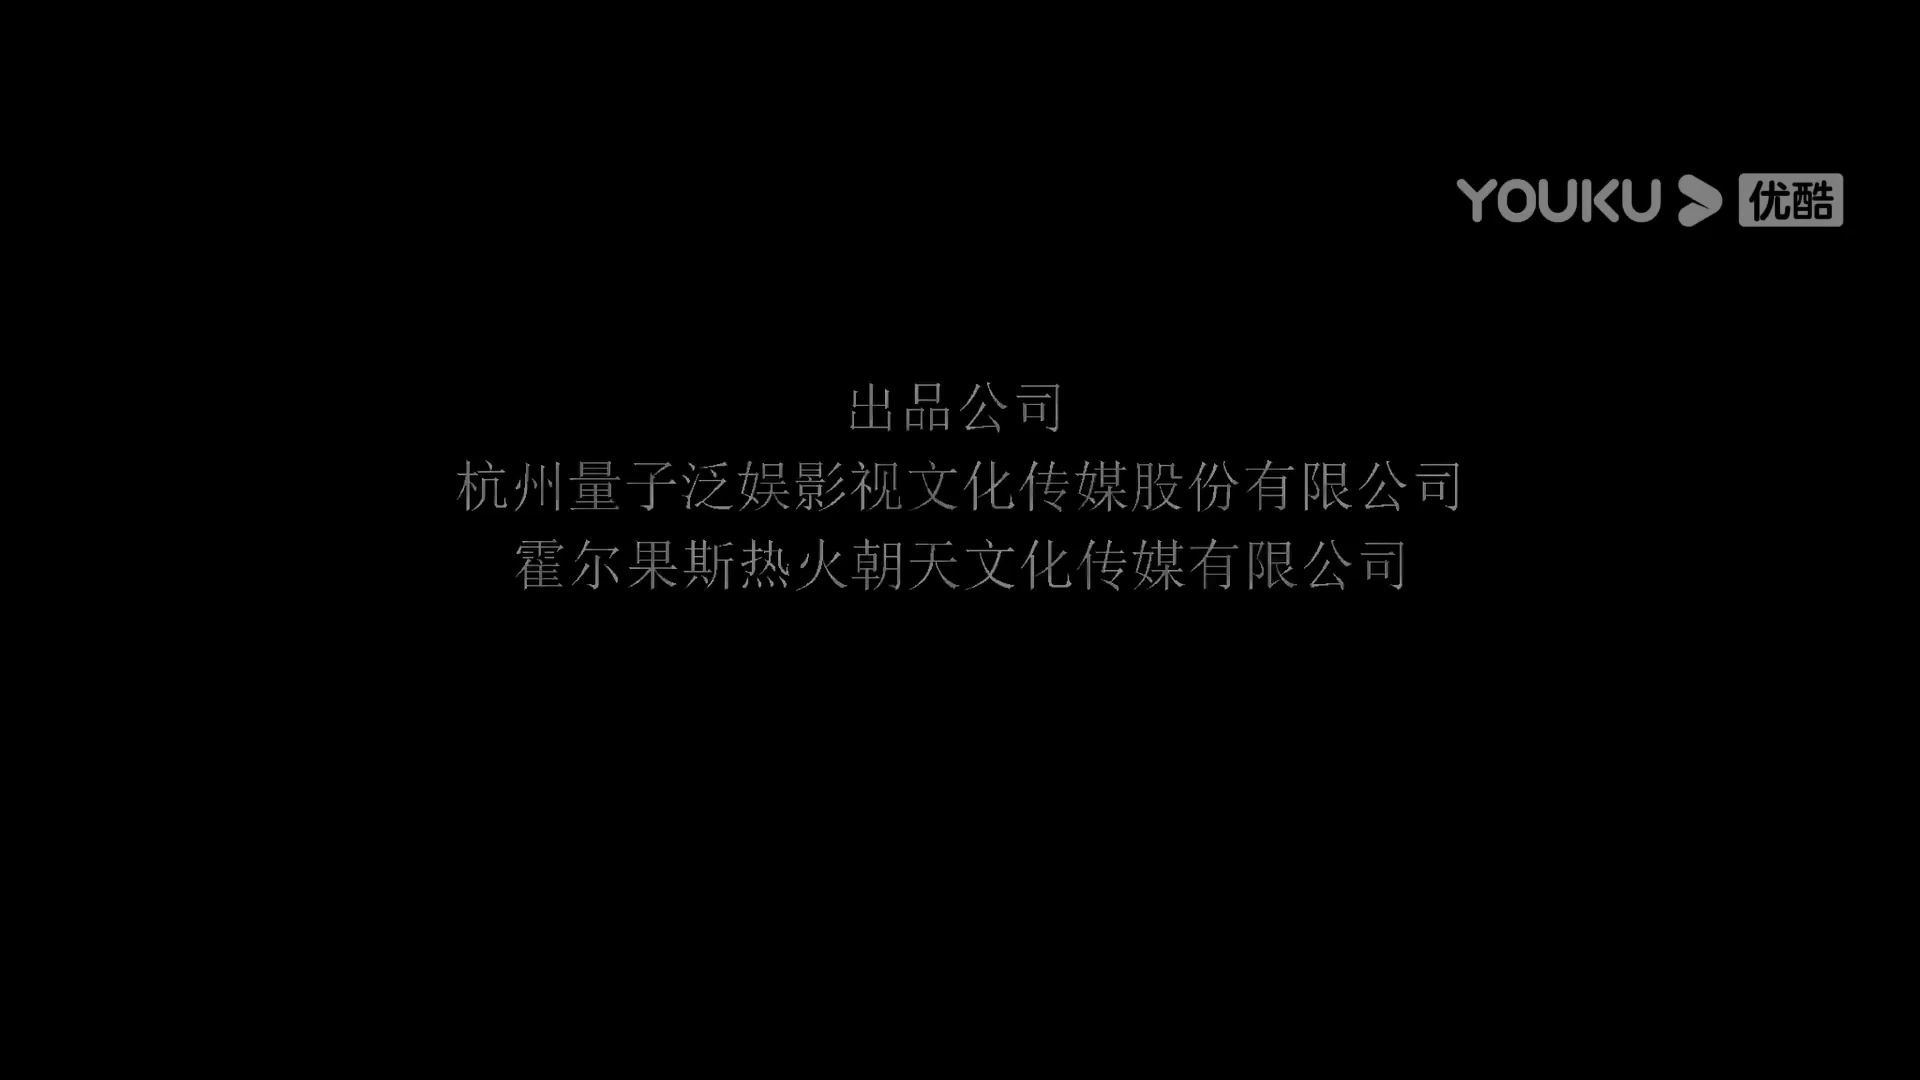 YOUKU 优酷
出品公司
杭州量子泛娱影视文化传媒股份有限公司
霍尔果斯热火朝天文化传媒有限公司